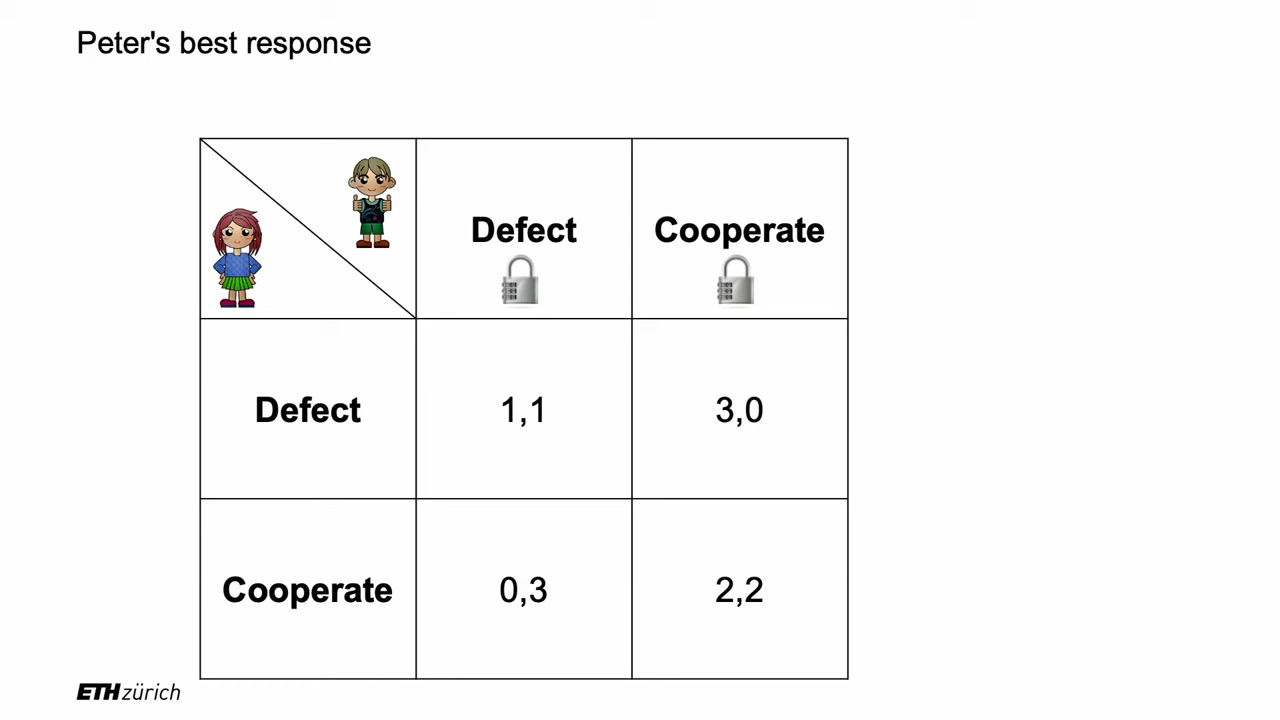 Peter's best response
Defect
Cooperate
Defect
1,1
3,0
Cooperate
0,3
2,2
ETH zürich